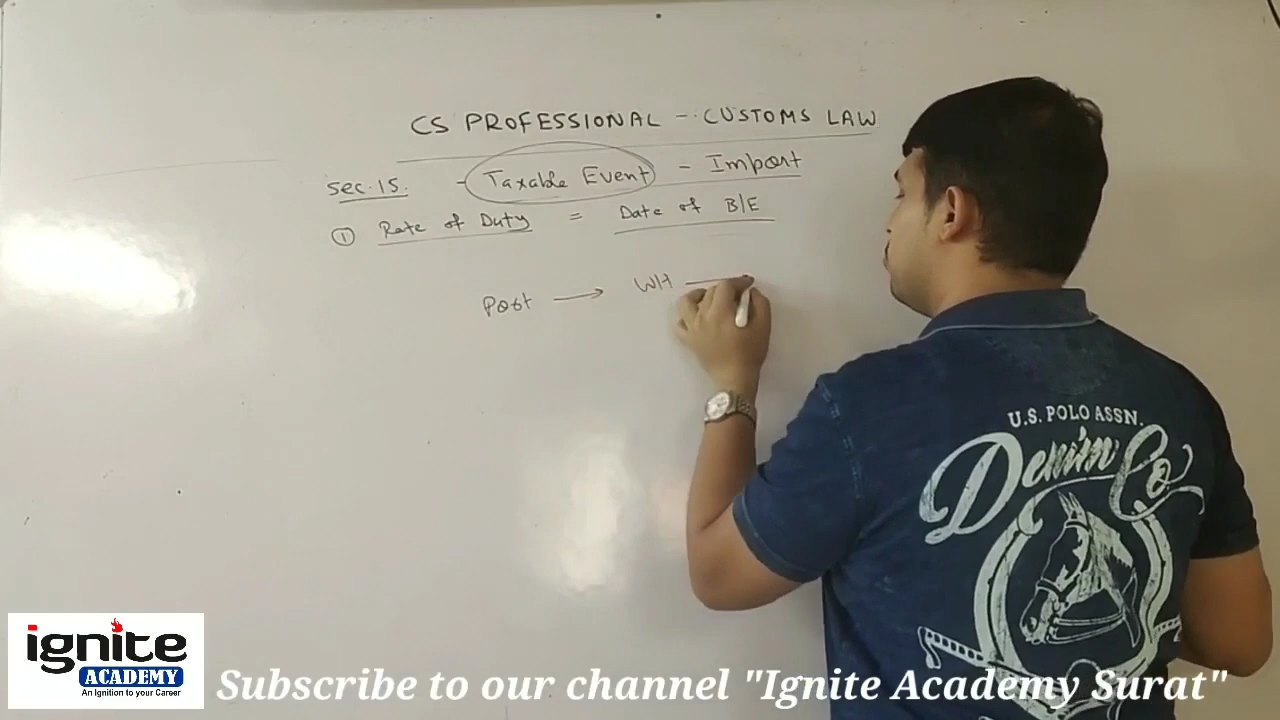 CS PROFESSIONAL - CUSTOMS LAW
Sec.15. - Taxable Event - Import
① Rate of Duty = Date of B/E
Port → WH
U.S. POLO ASSN.
Denim Co
ignite
ACADEMY
An Ignition to your Career
Subscribe to our channel "Ignite Academy Surat"